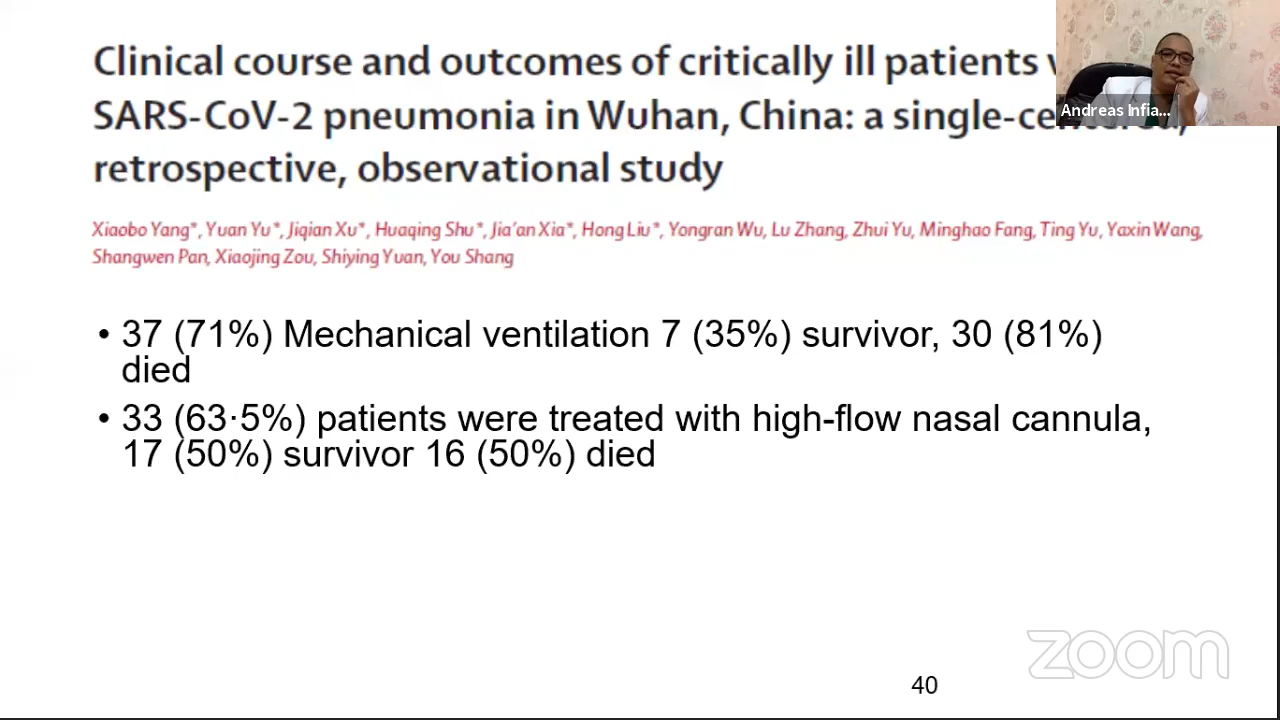 Clinical course and outcomes of critically ill patients
SARS-CoV-2 pneumonia in Wuhan, China: a single-centered,
retrospective, observational study
Andreas Infia...
Xiaobo Yang*, Yuan Yu*, Jiqian Xu*, Huaqing Shu*, Jia'an Xia*, Hong Liu*, Yongran Wu, Lu Zhang, Zhui Yu, Minghao Fang, Ting Yu, Yaxin Wang,
Shangwen Pan, Xiaojing Zou, Shiying Yuan, You Shang
• 37 (71%) Mechanical ventilation 7 (35%) survivor, 30 (81%)
died
• 33 (63·5%) patients were treated with high-flow nasal cannula,
17 (50%) survivor 16 (50%) died
zoom
40